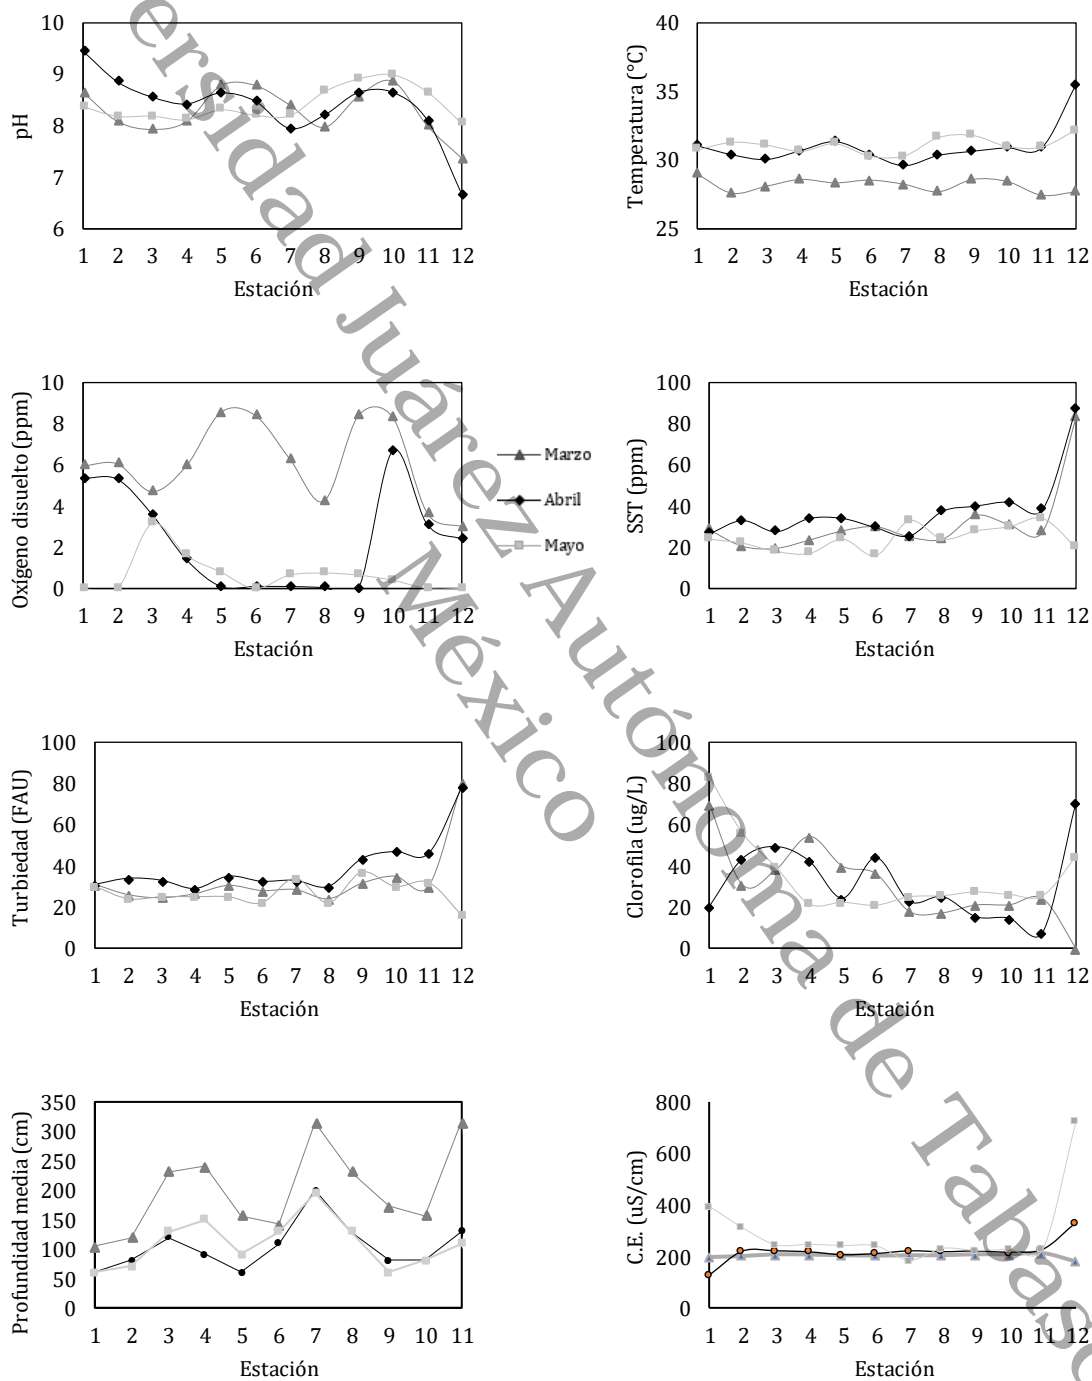 ersidad Juárez Autónoma de Tabasco
México
pH
10
9
8
7
6
1 2 3 4 5 6 7 8 9 10 11 12
Estación
Temperatura (°C)
40
35
30
25
1 2 3 4 5 6 7 8 9 10 11 12
Estación
Oxígeno disuelto (ppm)
10
8
6
4
2
0
1 2 3 4 5 6 7 8 9 10 11 12
Estación
Marzo
Abril
Mayo
SST (ppm)
100
80
60
40
20
0
1 2 3 4 5 6 7 8 9 10 11 12
Estación
Turbiedad (FAU)
100
80
60
40
20
0
1 2 3 4 5 6 7 8 9 10 11 12
Estación
Clorofila (ug/L)
100
80
60
40
20
0
1 2 3 4 5 6 7 8 9 10 11 12
Estación
Profundidad media (cm)
350
300
250
200
150
100
50
0
1 2 3 4 5 6 7 8 9 10 11
Estación
C.E. (uS/cm)
800
600
400
200
0
1 2 3 4 5 6 7 8 9 10 11 12
Estación